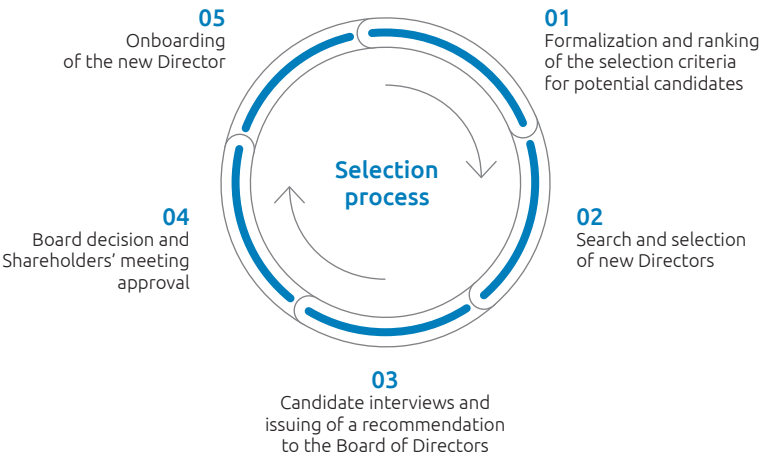 Selection
process
01
Formalization and ranking
of the selection criteria
for potential candidates
02
Search and selection
of new Directors
03
Candidate interviews and
issuing of a recommendation
to the Board of Directors
04
Board decision and
Shareholders’ meeting
approval
05
Onboarding
of the new Director